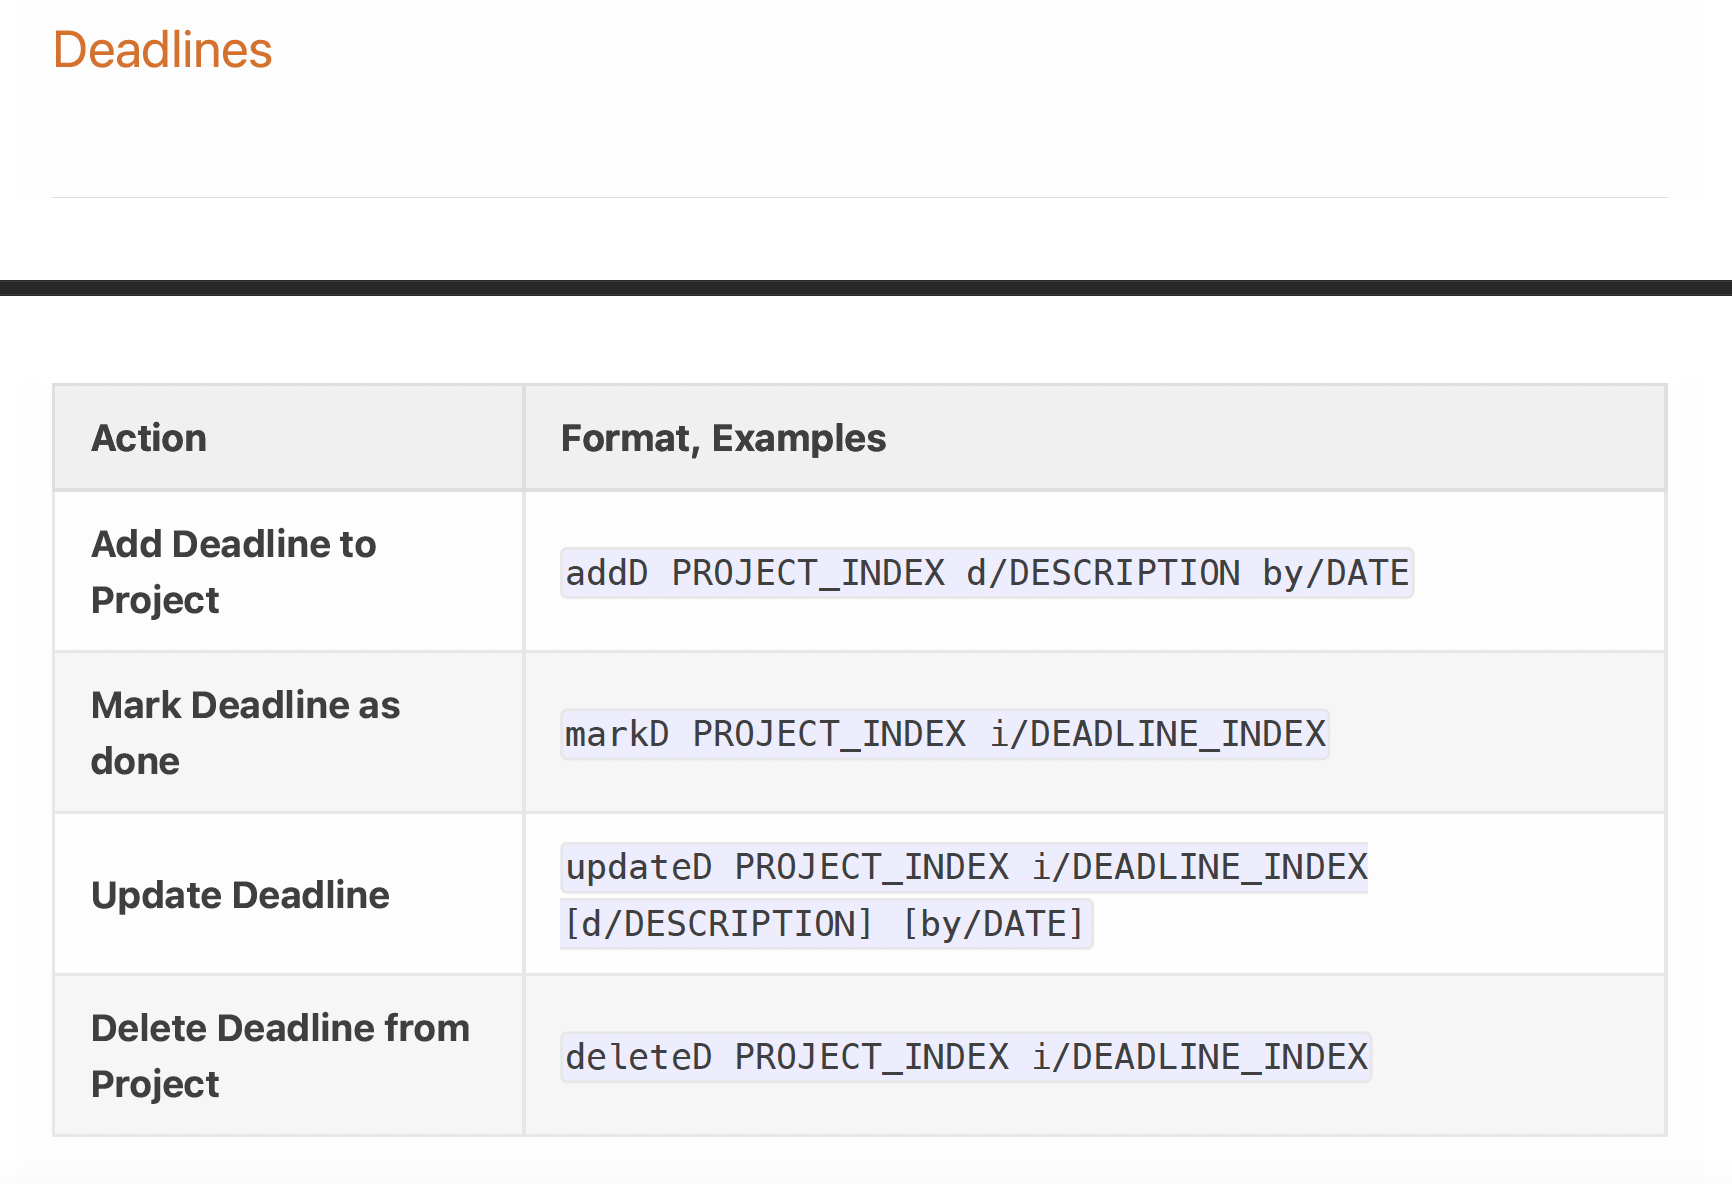 Deadlines
Action
Format, Examples
Add Deadline to
Project
addD PROJECT_INDEX d/DESCRIPTION by/DATE
Mark Deadline as
done
markD PROJECT_INDEX i/DEADLINE_INDEX
Update Deadline
updateD PROJECT_INDEX i/DEADLINE_INDEX
[d/DESCRIPTION] [by/DATE]
Delete Deadline from
Project
deleteD PROJECT_INDEX i/DEADLINE_INDEX